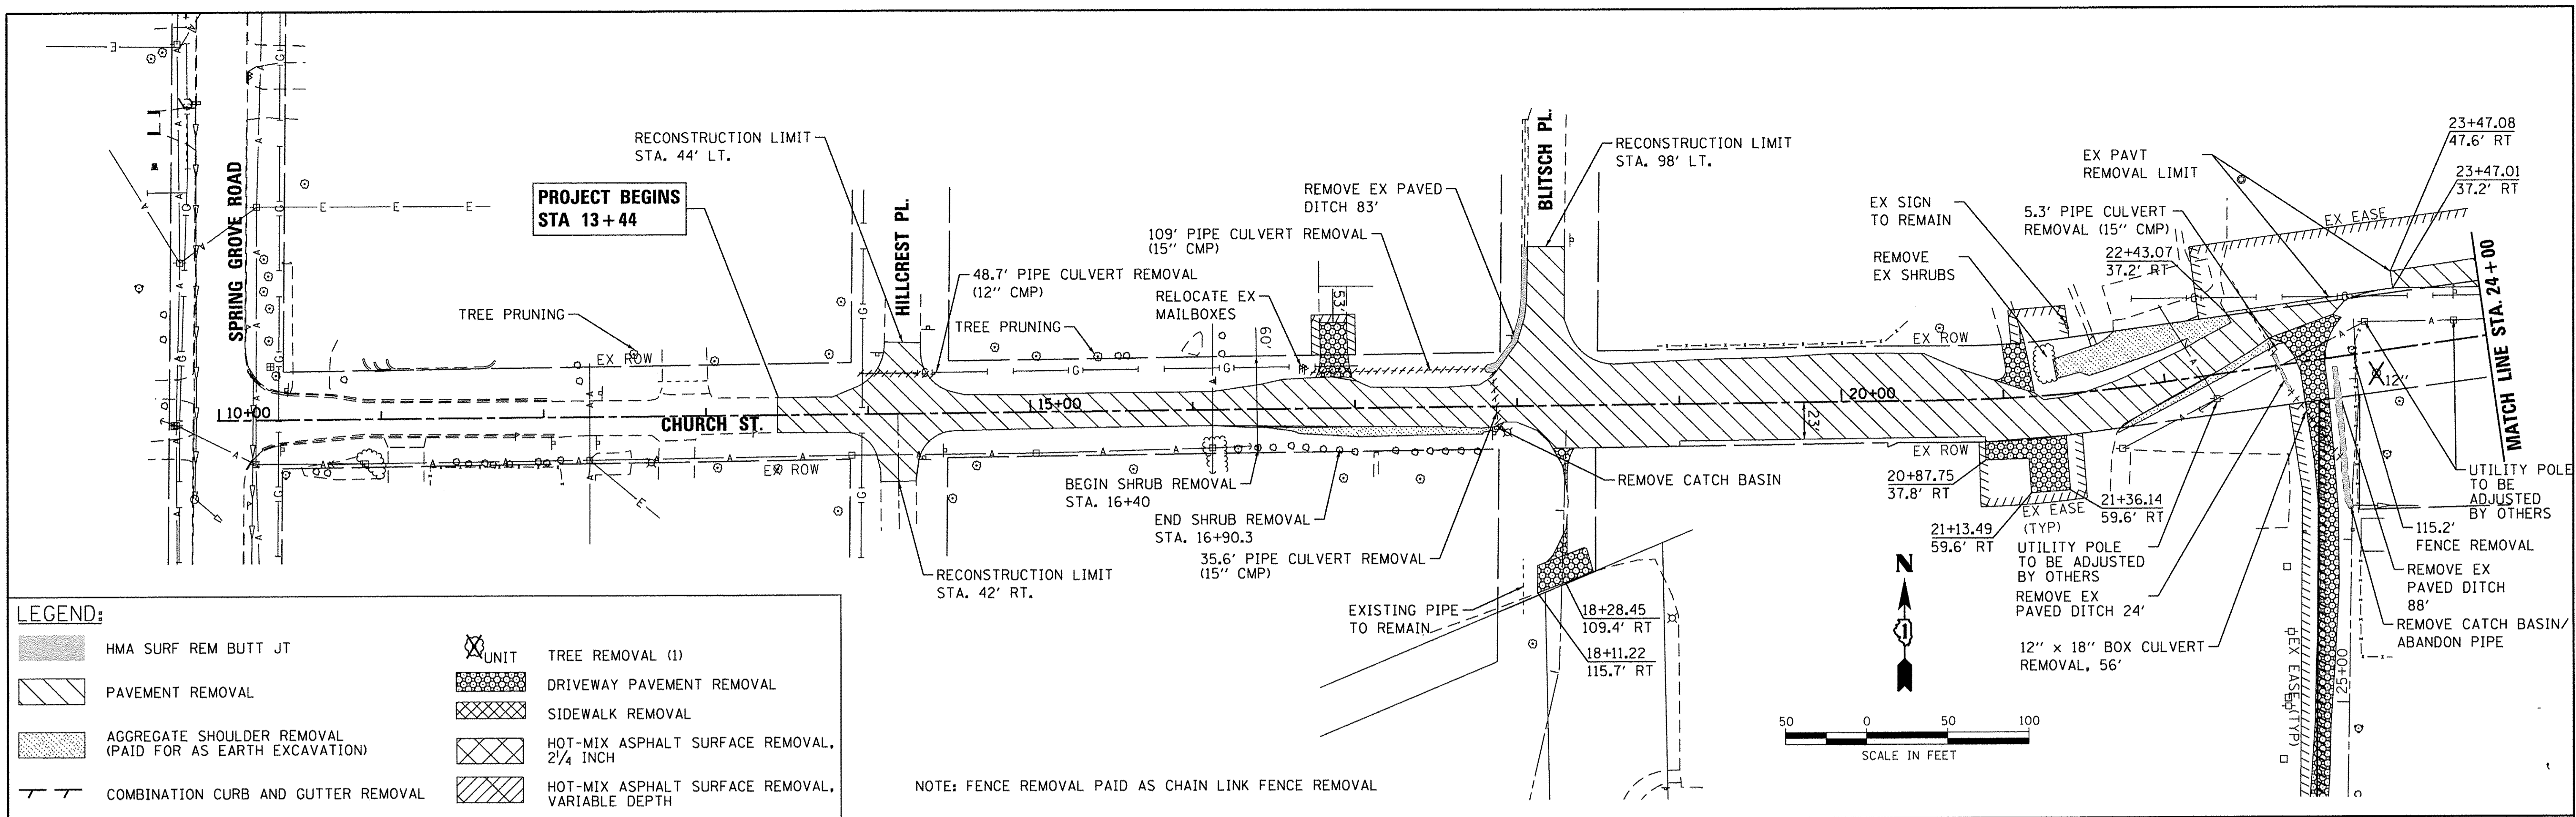 SPRING GROVE ROAD
PROJECT BEGINS
STA 13+44
RECONSTRUCTION LIMIT
STA. 44' LT.
HILLCREST PL.
TREE PRUNING
EX ROW
48.7' PIPE CULVERT REMOVAL
(12" CMP)
TREE PRUNING
RELOCATE EX
MAILBOXES
109' PIPE CULVERT REMOVAL
(15" CMP)
REMOVE EX PAVED
DITCH 83'
53'
60'
BLITSCH PL.
RECONSTRUCTION LIMIT
STA. 98' LT.
EX SIGN
TO REMAIN
REMOVE
EX SHRUBS
EX ROW
5.3' PIPE CULVERT
REMOVAL (15" CMP)
22+43.07
37.2' RT
EX PAVT
REMOVAL LIMIT
EX EASE
23+47.08
47.6' RT
23+47.01
37.2' RT
MATCH LINE STA. 24+00
10+00
CHURCH ST.
15+00
20+00
23'
12"
EX ROW
EX ROW
BEGIN SHRUB REMOVAL
STA. 16+40
END SHRUB REMOVAL
STA. 16+90.3
35.6' PIPE CULVERT REMOVAL
(15" CMP)
RECONSTRUCTION LIMIT
STA. 42' RT.
REMOVE CATCH BASIN
EXISTING PIPE
TO REMAIN
18+28.45
109.4' RT
18+11.22
115.7' RT
20+87.75
37.8' RT
21+13.49
59.6' RT
EX EASE
(TYP)
21+36.14
59.6' RT
UTILITY POLE
TO BE ADJUSTED
BY OTHERS
REMOVE EX
PAVED DITCH 24'
12" x 18" BOX CULVERT
REMOVAL, 56'
EX EASE (TYP)
25+00
UTILITY POLE
TO BE
ADJUSTED
BY OTHERS
115.2'
FENCE REMOVAL
REMOVE EX
PAVED DITCH
88'
REMOVE CATCH BASIN/
ABANDON PIPE
N
1
50 0 50 100
SCALE IN FEET
LEGEND:
HMA SURF REM BUTT JT
PAVEMENT REMOVAL
AGGREGATE SHOULDER REMOVAL
(PAID FOR AS EARTH EXCAVATION)
COMBINATION CURB AND GUTTER REMOVAL
UNIT TREE REMOVAL (1)
DRIVEWAY PAVEMENT REMOVAL
SIDEWALK REMOVAL
HOT-MIX ASPHALT SURFACE REMOVAL,
2¼ INCH
HOT-MIX ASPHALT SURFACE REMOVAL,
VARIABLE DEPTH
NOTE: FENCE REMOVAL PAID AS CHAIN LINK FENCE REMOVAL